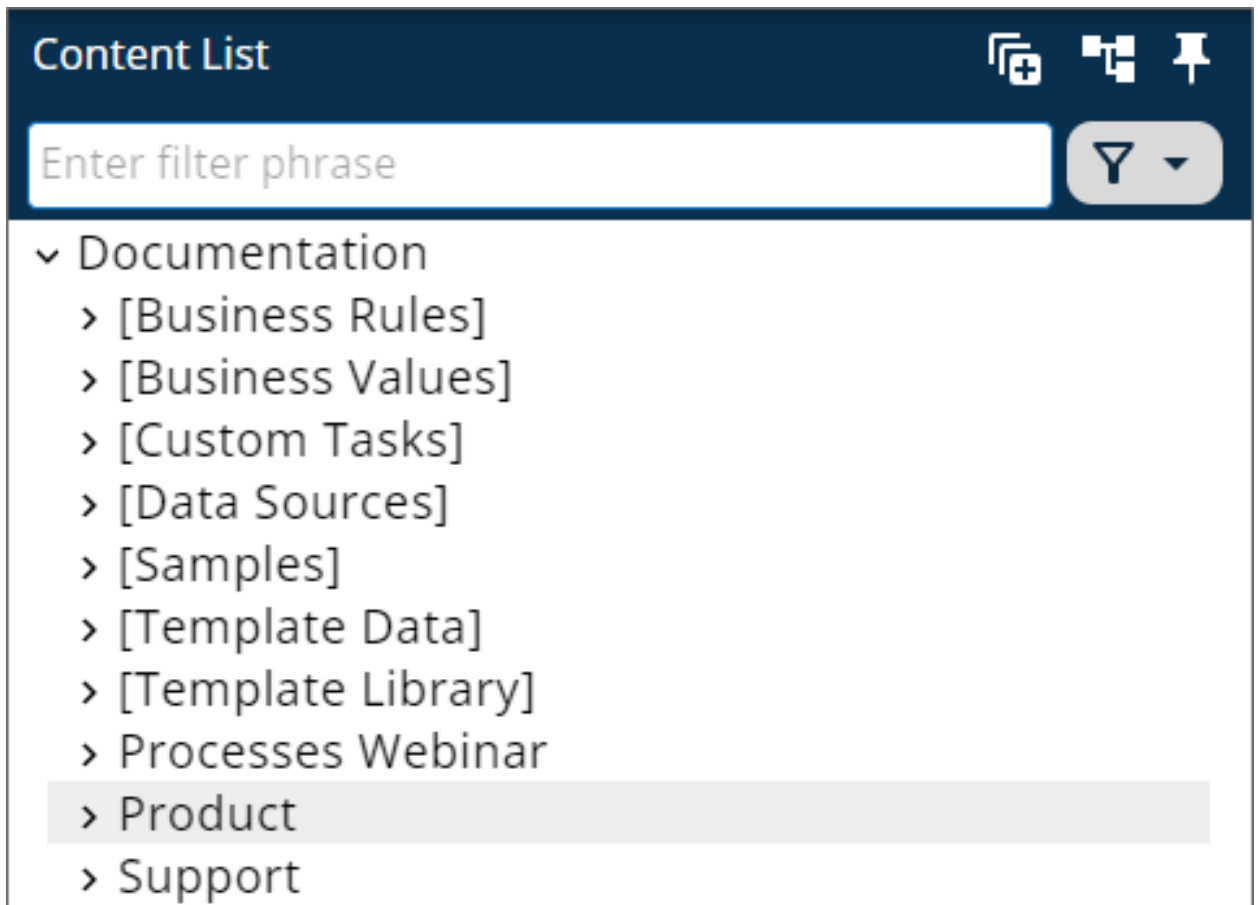 Content List
Enter filter phrase
Documentation
[Business Rules]
[Business Values]
[Custom Tasks]
[Data Sources]
[Samples]
[Template Data]
[Template Library]
Processes Webinar
Product
Support